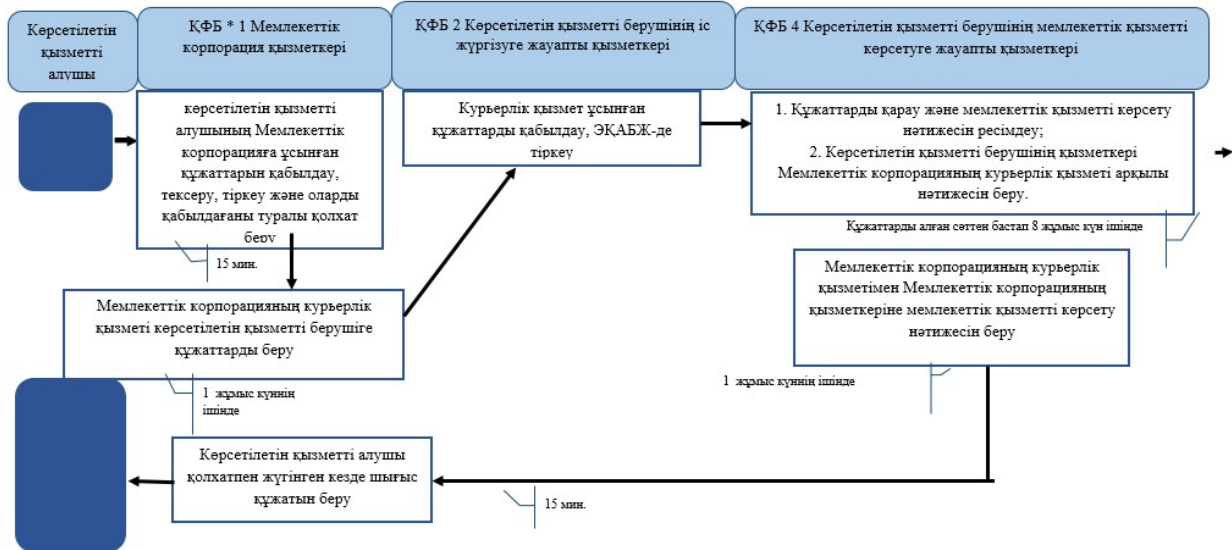 Көрсетілетін
қызметті
алушы
ҚФБ * 1 Мемлекеттік
корпорация қызметкері
ҚФБ 2 Көрсетілетін қызметті берушінің іс
жүргізуге жауапты қызметкері
ҚФБ 4 Көрсетілетін қызметті берушінің мемлекеттік қызметті
көрсетуге жауапты қызметкері
көрсетілетін қызметті
алушының Мемлекеттік
корпорацияға ұсынған
құжаттарын қабылдау,
тексеру, тіркеу және оларды
қабылдағаны туралы қолхат
беру
15 мин.
Курьерлік қызмет ұсынған
құжаттарды қабылдау, ЭҚАБЖ-де
тіркеу
1. Құжаттарды қарау және мемлекеттік қызметті көрсету
нәтижесін ресімдеу;
2. Көрсетілетін қызметті берушінің қызметкері
Мемлекеттік корпорацияның курьерлік қызметі арқылы
нәтижесін беру.
Құжаттарды алған сәттен бастап 8 жұмыс күн ішінде
Мемлекеттік корпорацияның курьерлік
қызметі көрсетілетін қызметті берушіге
құжаттарды беру
1 жұмыс күннің
ішінде
Мемлекеттік корпорацияның курьерлік
қызметімен Мемлекеттік корпорацияның
қызметкеріне мемлекеттік қызметті көрсету
нәтижесін беру
1 жұмыс күннің ішінде
Көрсетілетін қызметті алушы
қолхатпен жүгінген кезде шығыс
құжатын беру
15 мин.